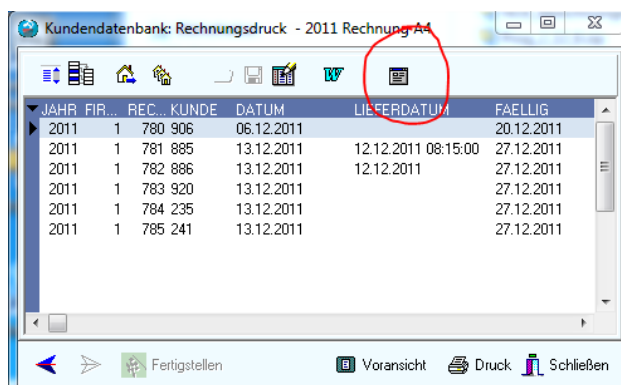 Kundendatenbank: Rechnungsdruck - 2011 Rechnung A4
W
JAHR FIR... REC... KUNDE DATUM LIEFERDATUM FAELLIG
2011 1 780 906 06.12.2011 20.12.2011
2011 1 781 885 13.12.2011 12.12.2011 08:15:00 27.12.2011
2011 1 782 886 13.12.2011 12.12.2011 27.12.2011
2011 1 783 920 13.12.2011 27.12.2011
2011 1 784 235 13.12.2011 27.12.2011
2011 1 785 241 13.12.2011 27.12.2011
Fertigstellen Voransicht Druck Schließen